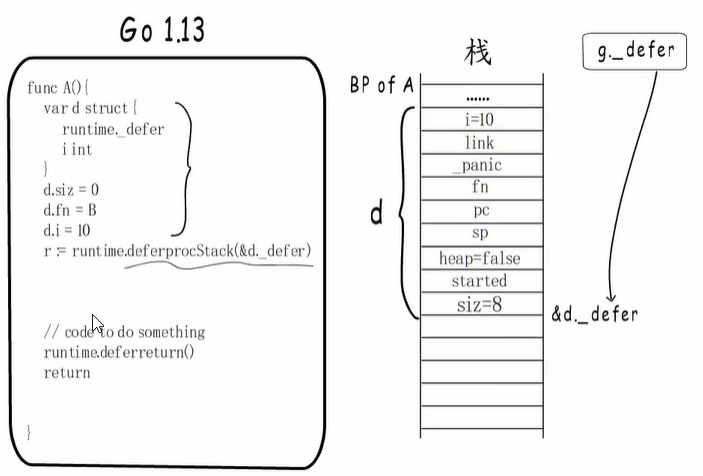 Go 1.13
func A(){
var d struct {
runtime._defer
i int
}
d.siz = 0
d.fn = B
d.i = 10
r := runtime.deferprocStack(&d._defer)
// code to do something
runtime.deferreturn()
return
}
栈
BP of A
......
i=10
link
_panic
fn
pc
sp
heap=false
started
siz=8
d
g._defer
&d._defer